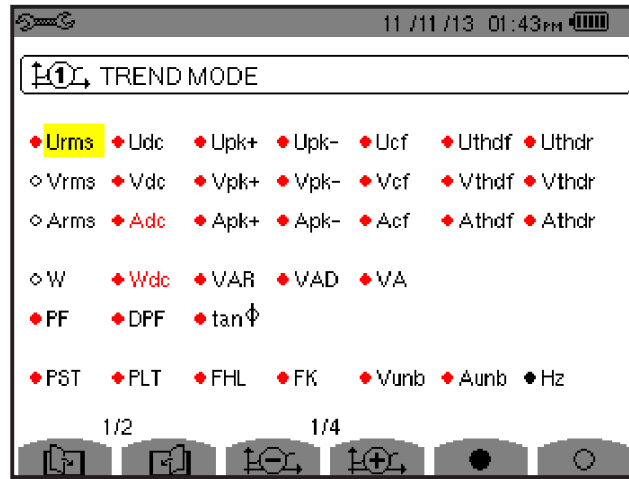 11 /11 /13 01:43PM
1 TREND MODE
Urms Udc Upk+ Upk- Ucf Uthdf Uthdr
Vrms Vdc Vpk+ Vpk- Vcf Vthdf Vthdr
Arms Adc Apk+ Apk- Acf Athdf Athdr
W Wdc VAR VAD VA
PF DPF tanΦ
PST PLT FHL FK Vunb Aunb Hz
1/2 1/4